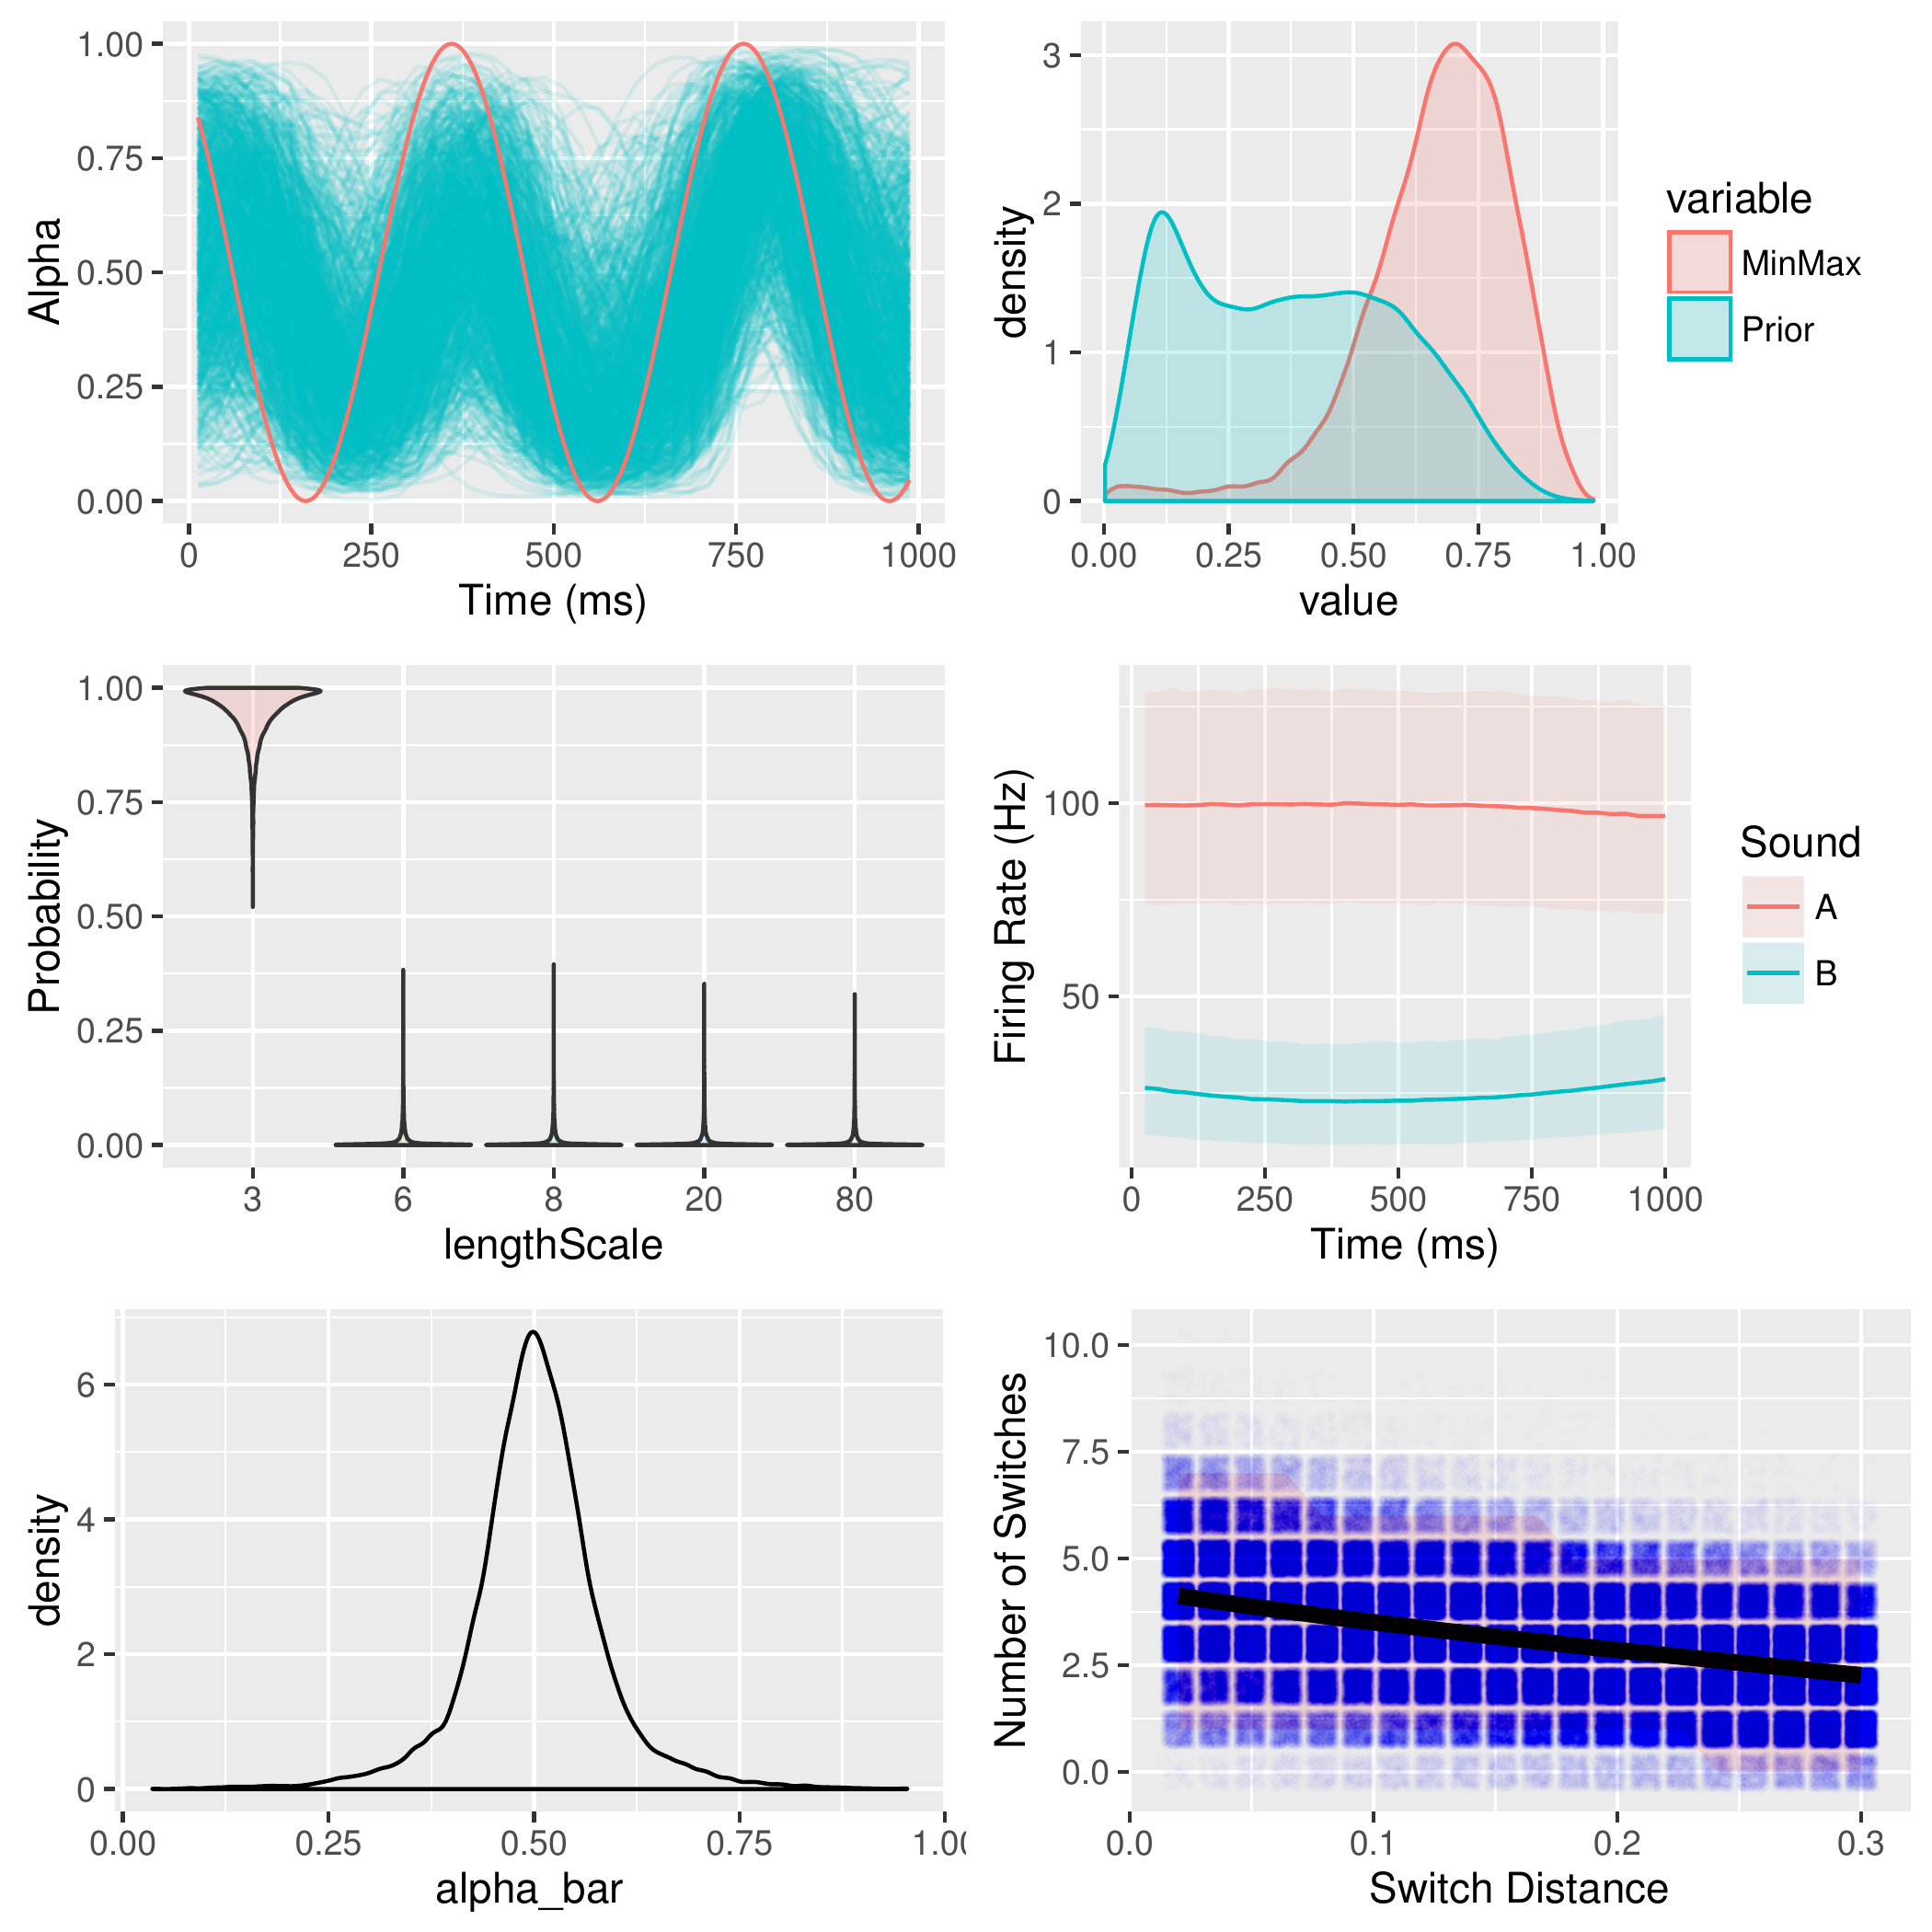 1.00
0.75
0.50
0.25
0.00
Alpha
0 250 500 750 1000
Time (ms)
3
2
1
0
density
0.00 0.25 0.50 0.75 1.00
value
variable
MinMax
Prior
1.00
0.75
0.50
0.25
0.00
Probability
3 6 8 20 80
lengthScale
100
50
Firing Rate (Hz)
0 250 500 750 1000
Time (ms)
Sound
A
B
6
4
2
0
density
0.00 0.25 0.50 0.75
alpha_bar
10.0
7.5
5.0
2.5
0.0
Number of Switches
0.0 0.1 0.2 0.3
Switch Distance